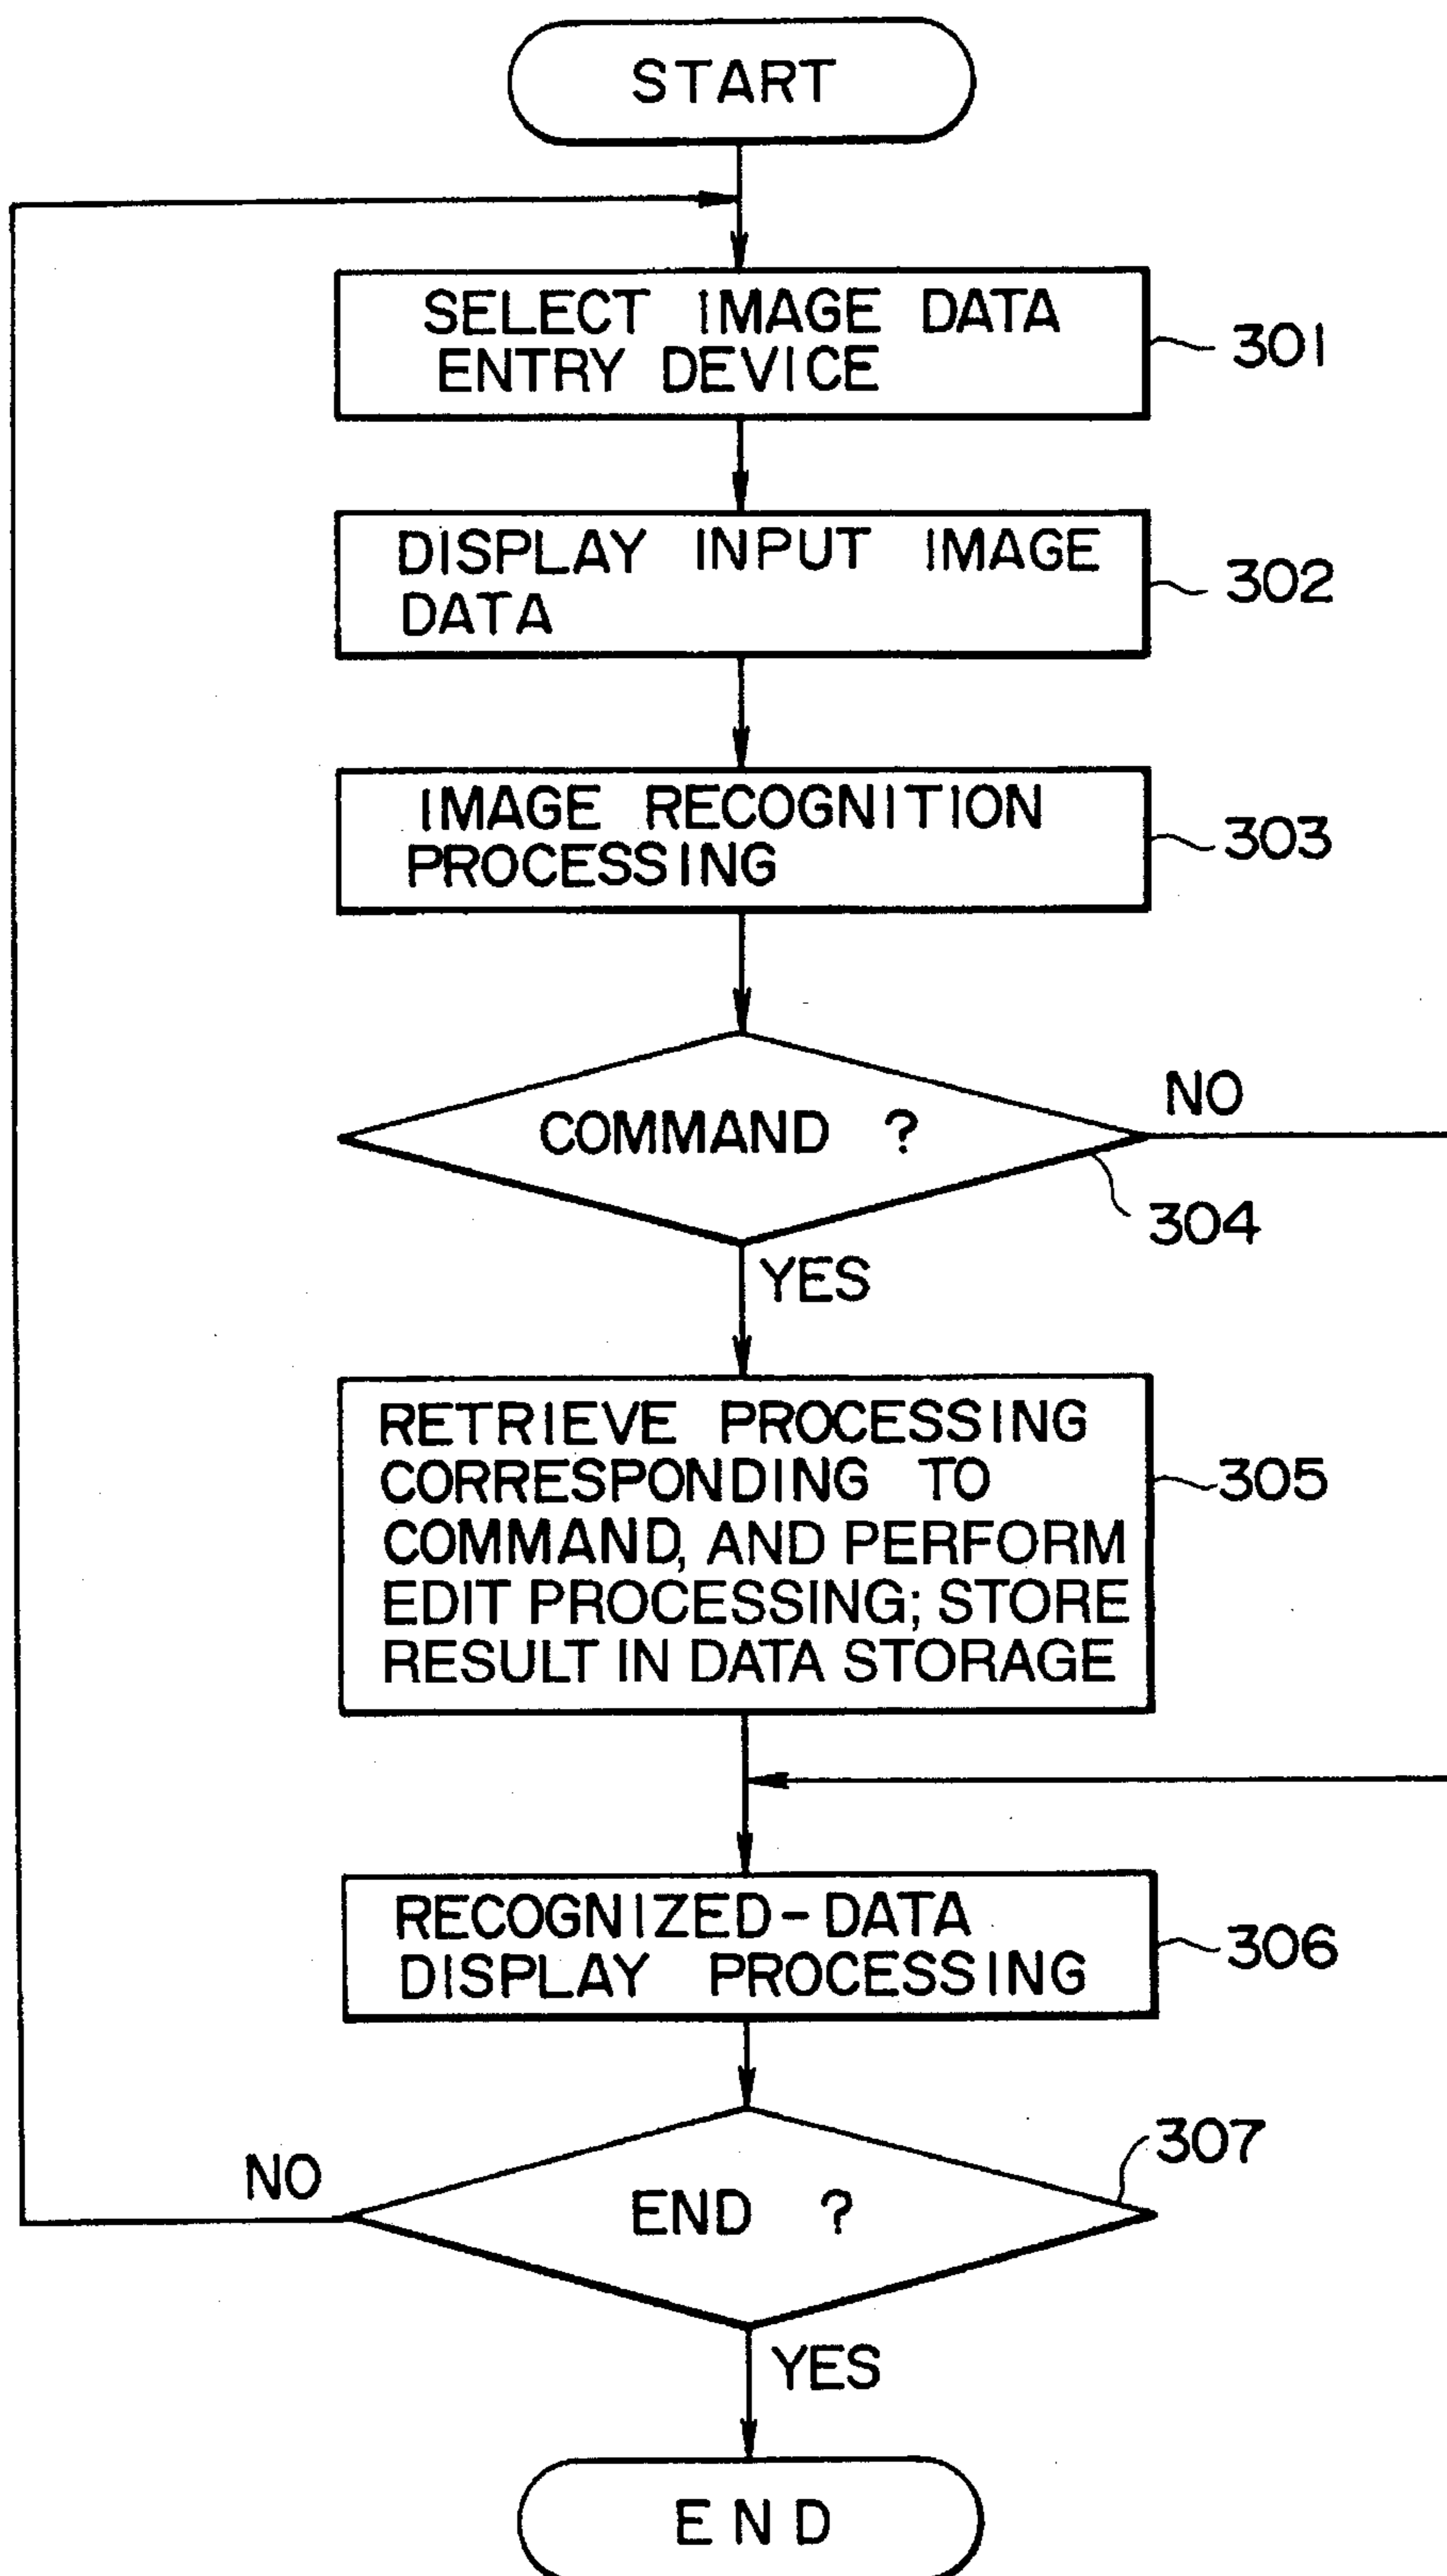 START
SELECT IMAGE DATA
ENTRY DEVICE
301
DISPLAY INPUT IMAGE
DATA
302
IMAGE RECOGNITION
PROCESSING
303
COMMAND ?
NO
304
YES
RETRIEVE PROCESSING
CORRESPONDING TO
COMMAND, AND PERFORM
EDIT PROCESSING; STORE
RESULT IN DATA STORAGE
305
RECOGNIZED-DATA
DISPLAY PROCESSING
306
END ?
307
NO
YES
END